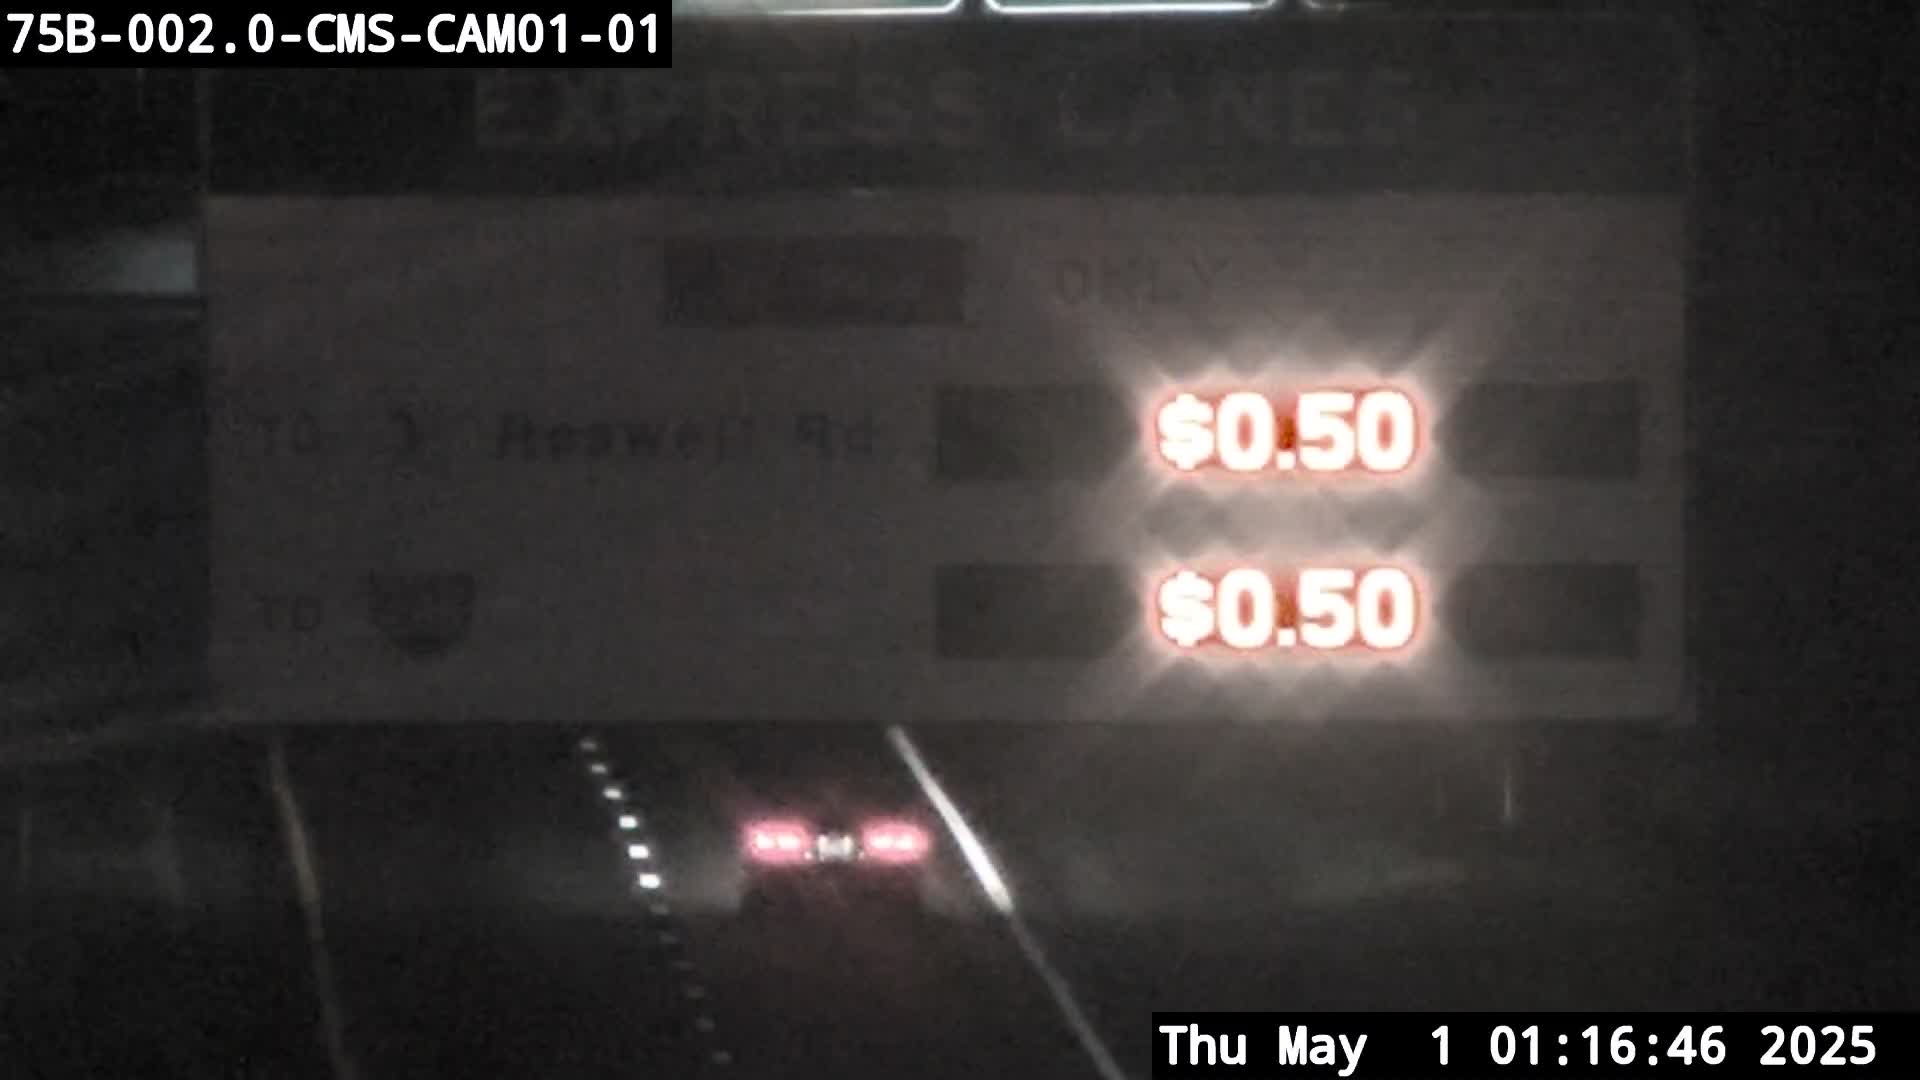 75B-002.0-CMS-CAM01-01
EXPRESS LANES
ONLY
TO Roswell Rd $0.50
TO $0.50
Thu May 1 01:16:46 2025